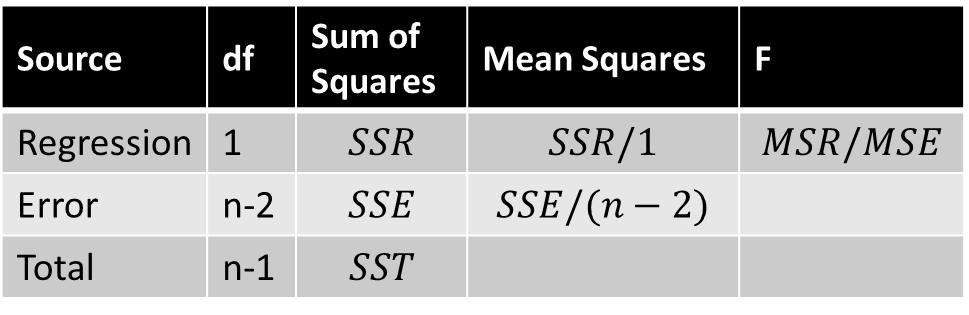 Source df Sum of Squares Mean Squares F
Regression 1 SSR SSR/1 MSR/MSE
Error n-2 SSE SSE/(n − 2)
Total n-1 SST